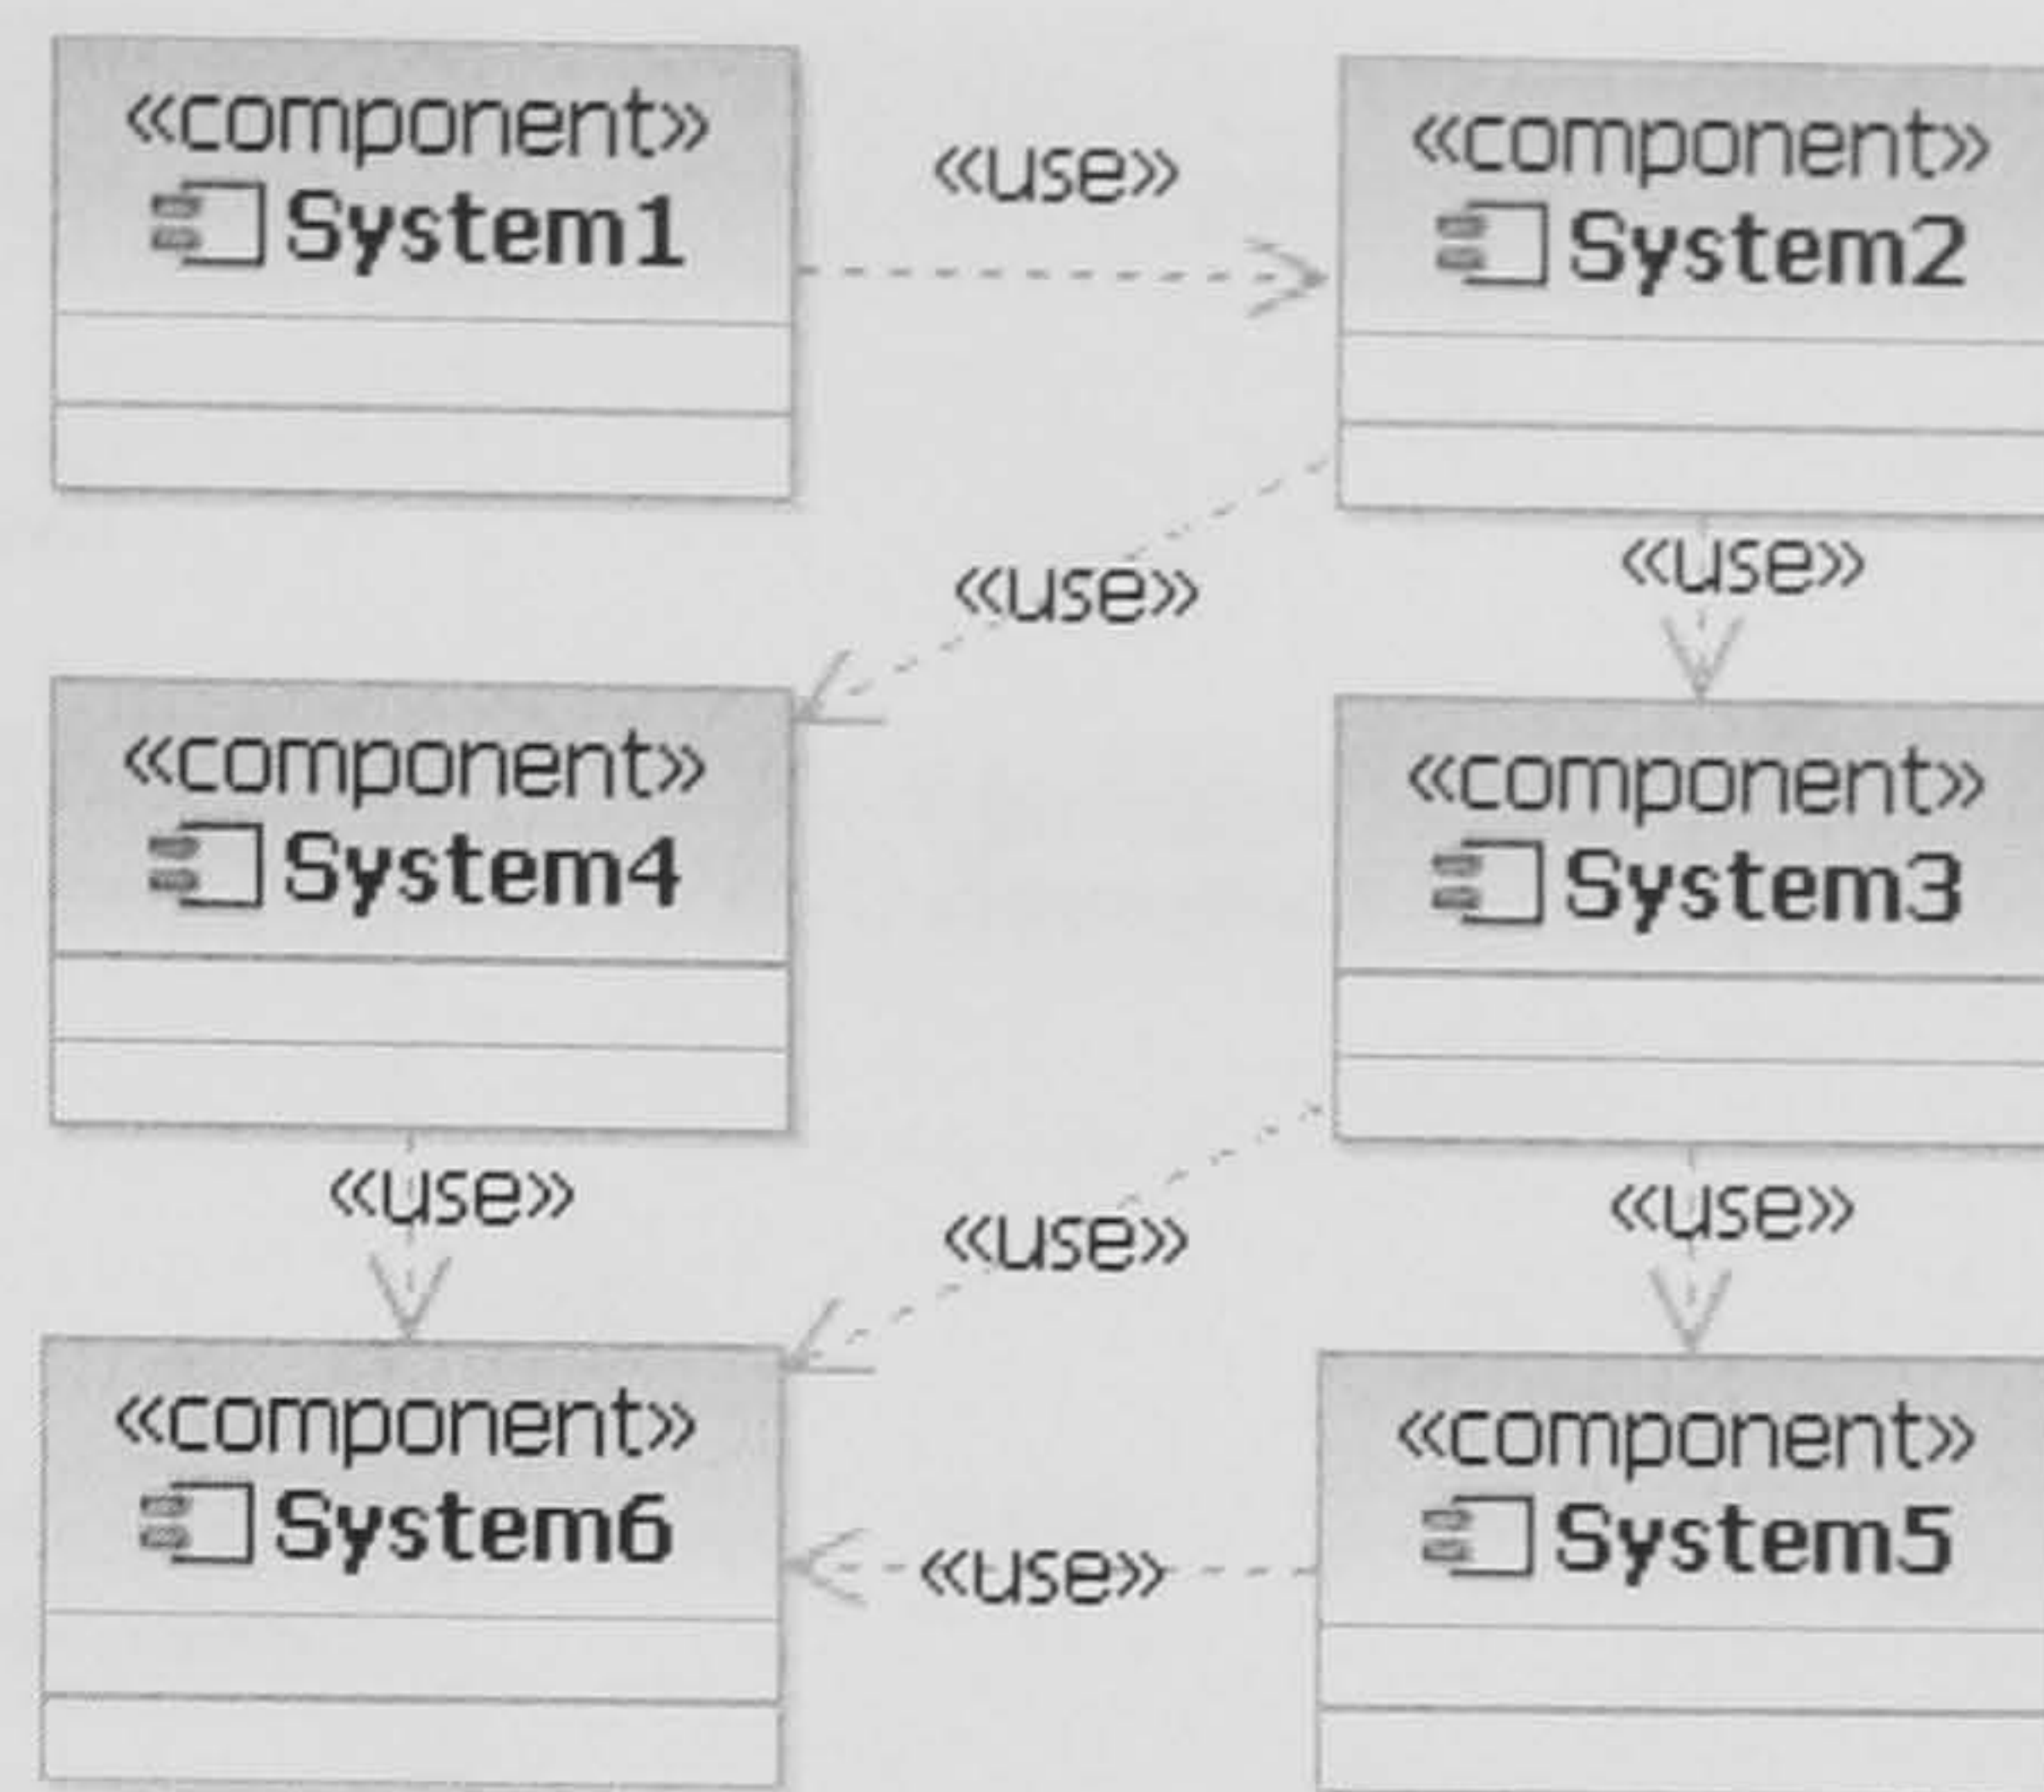 «component»
System1
«use»
«component»
System2
«use»
«use»
«component»
System4
«component»
System3
«use»
«use»
«use»
«component»
System6
«use»
«component»
System5